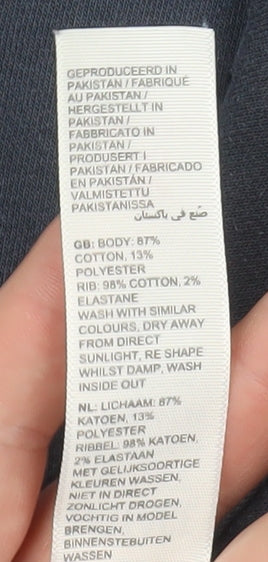 GEPRODUCEERD IN
PAKISTAN / FABRIQUÉ
AU PAKISTAN /
HERGESTELLT IN
PAKISTAN /
FABBRICATO IN
PAKISTAN /
PRODUSERT I
PAKISTAN / FABRICADO
EN PAKISTÁN /
VALMISTETTU
PAKISTANISSA
صُنع في باكستان
GB: BODY: 87%
COTTON, 13%
POLYESTER
RIB: 98% COTTON, 2%
ELASTANE
WASH WITH SIMILAR
COLOURS, DRY AWAY
FROM DIRECT
SUNLIGHT, RE SHAPE
WHILST DAMP, WASH
INSIDE OUT
NL: LICHAAM: 87%
KATOEN, 13%
POLYESTER
RIBBEL: 98% KATOEN,
2% ELASTAAN
MET GELIJKSOORTIGE
KLEUREN WASSEN,
NIET IN DIRECT
ZONLICHT DROGEN,
VOCHTIG IN MODEL
BRENGEN,
BINNENSTEBUITEN
WASSEN